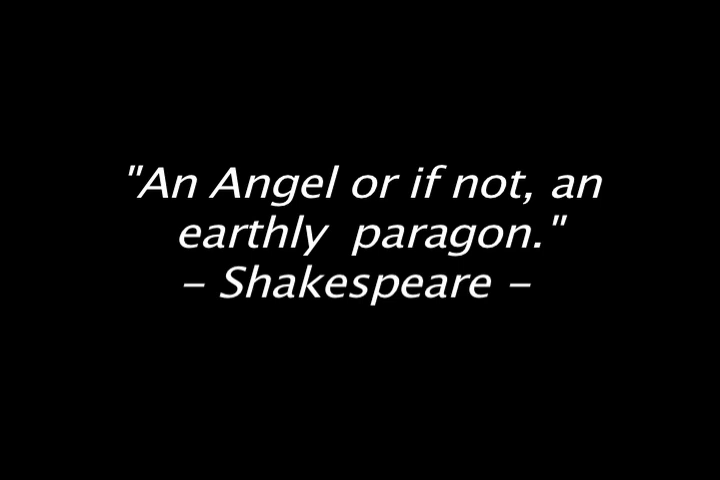 "An Angel or if not, an
earthly paragon."
– Shakespeare –